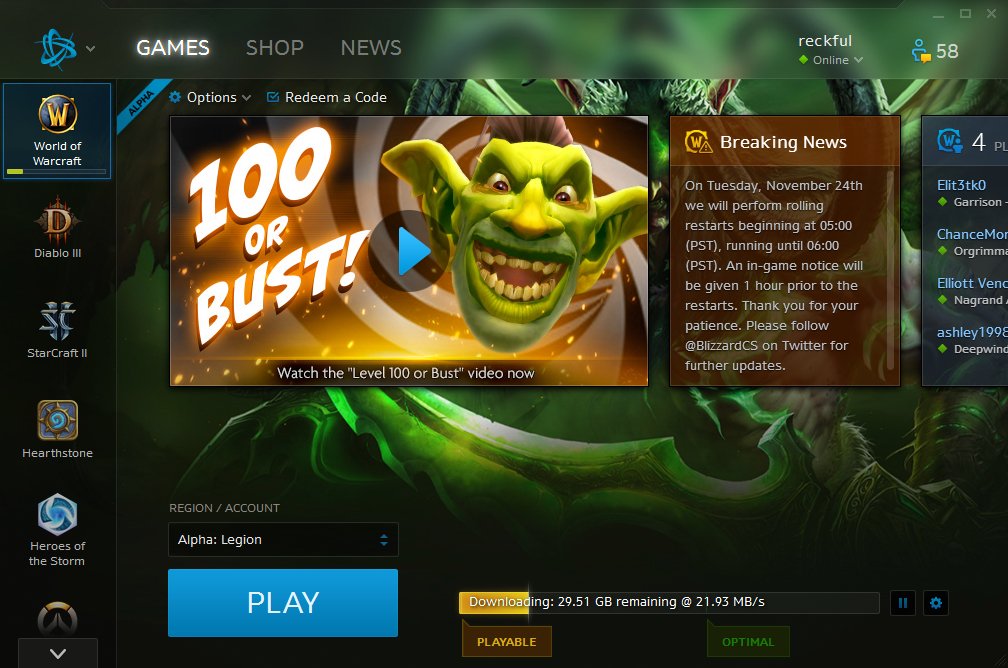 GAMES SHOP NEWS
reckful
Online
58
World of
Warcraft
Diablo III
StarCraft II
Hearthstone
Heroes of
the Storm
ALPHA
Options
Redeem a Code
100
OR
BUST!
Watch the "Level 100 or Bust" video now
Breaking News
On Tuesday, November 24th
we will perform rolling
restarts beginning at 05:00
(PST), running until 06:00
(PST). An in-game notice will
be given 1 hour prior to the
restarts. Thank you for your
patience. Please follow
@BlizzardCS on Twitter for
further updates.
4 PL
Elit3tk0
Garrison -
ChanceMor
Orgrimma
Elliott Venc
Nagrand
ashley1998
Deepwind
REGION / ACCOUNT
Alpha: Legion
PLAY
Downloading: 29.51 GB remaining @ 21.93 MB/s
PLAYABLE
OPTIMAL